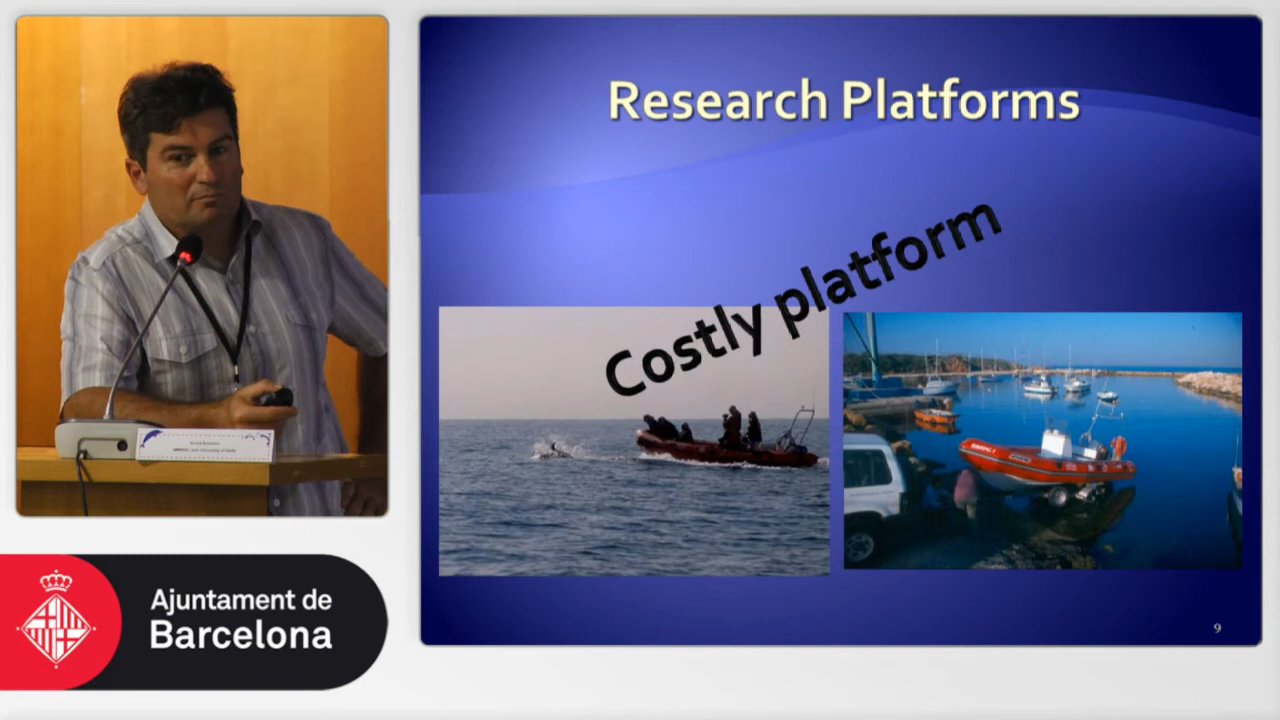 Research Platforms
Costly platform
9
Ajuntament de
Barcelona